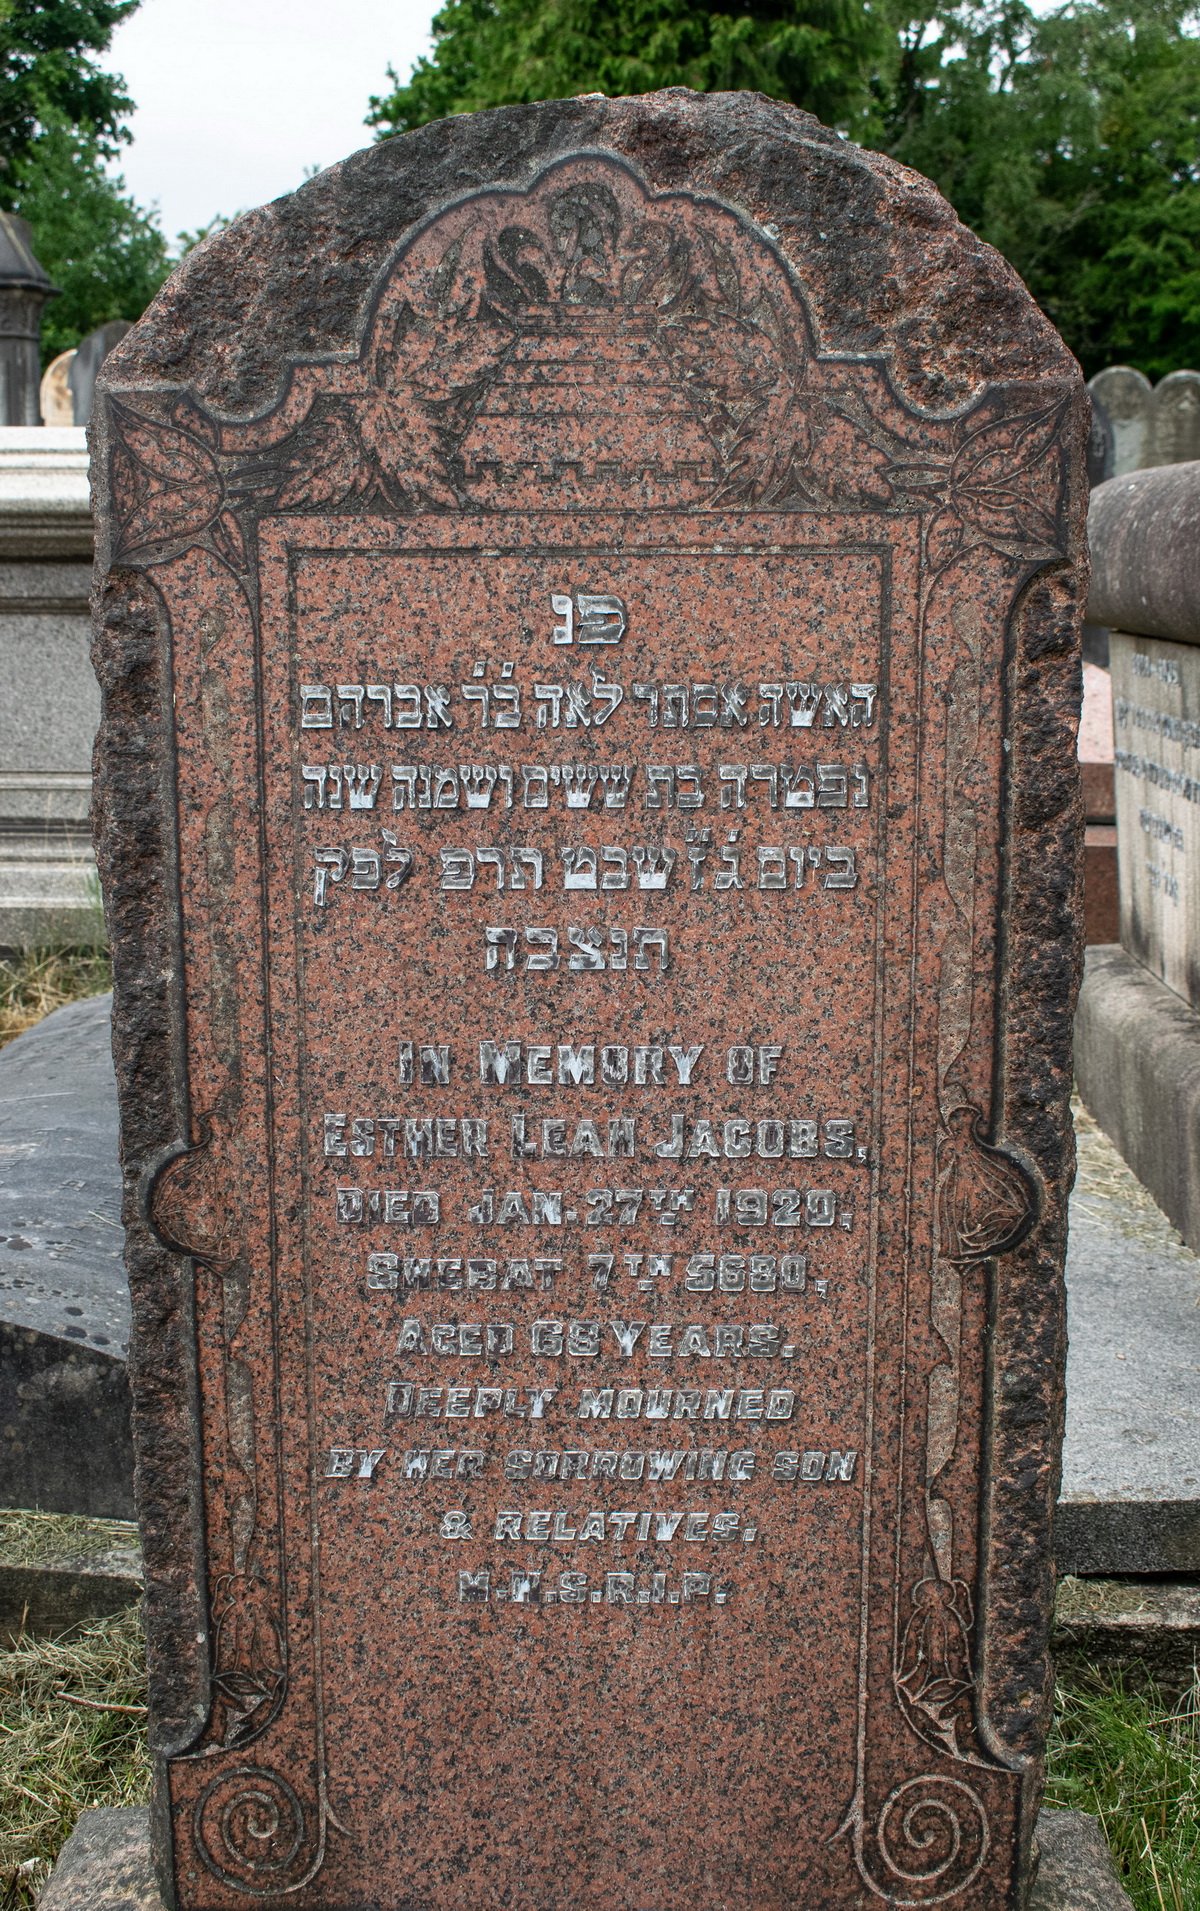 פנ
האשה אסתר לאה בֹרֹ אברהם
נפטרה בת ששים ושמנה שנה
ביום גֹ זֹ שבט תרפ לפק
תנצבה
IN MEMORY OF
ESTHER LEAH JACOBS,
DIED JAN. 27TH 1920,
SHEBAT 7TH 5680,
AGED 68 YEARS.
DEEPLY MOURNED
BY HER SORROWING SON
& RELATIVES.
M.H.S.R.I.P.